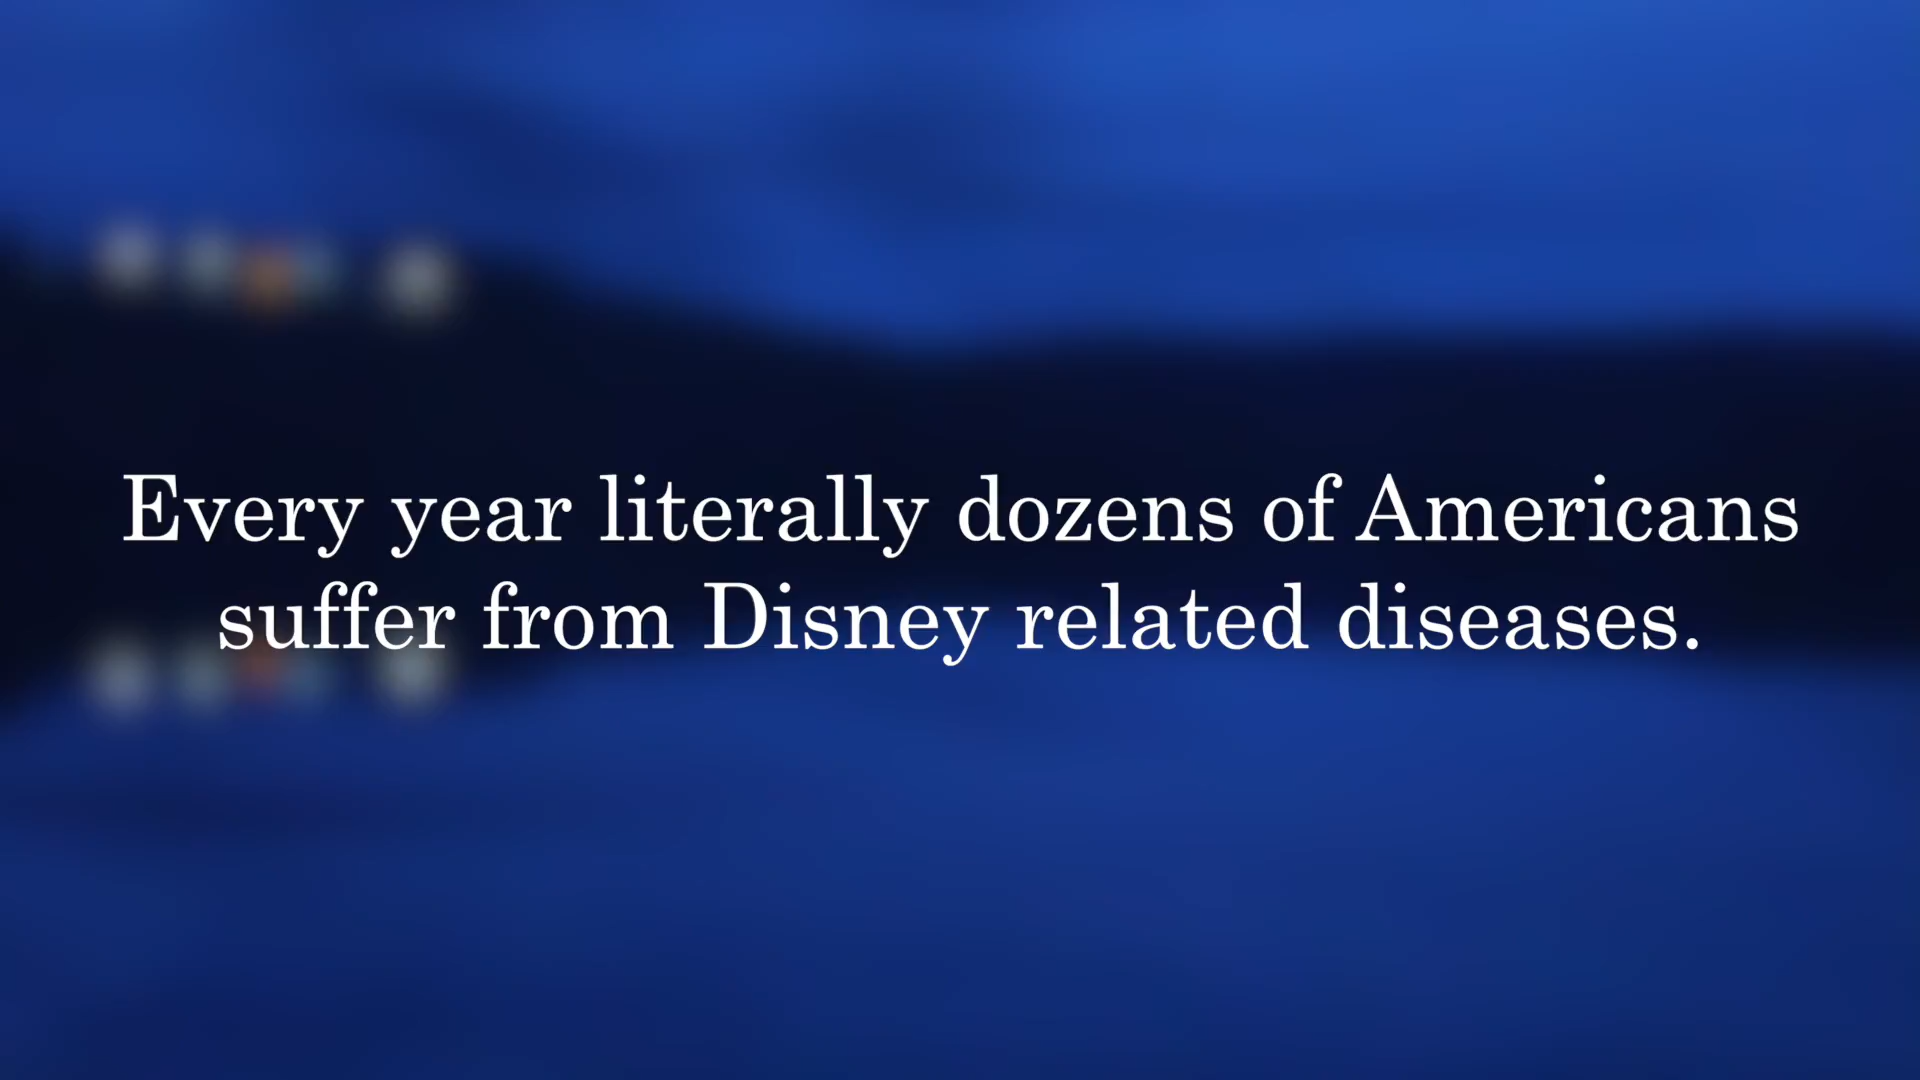 Every year literally dozens of Americans
suffer from Disney related diseases.